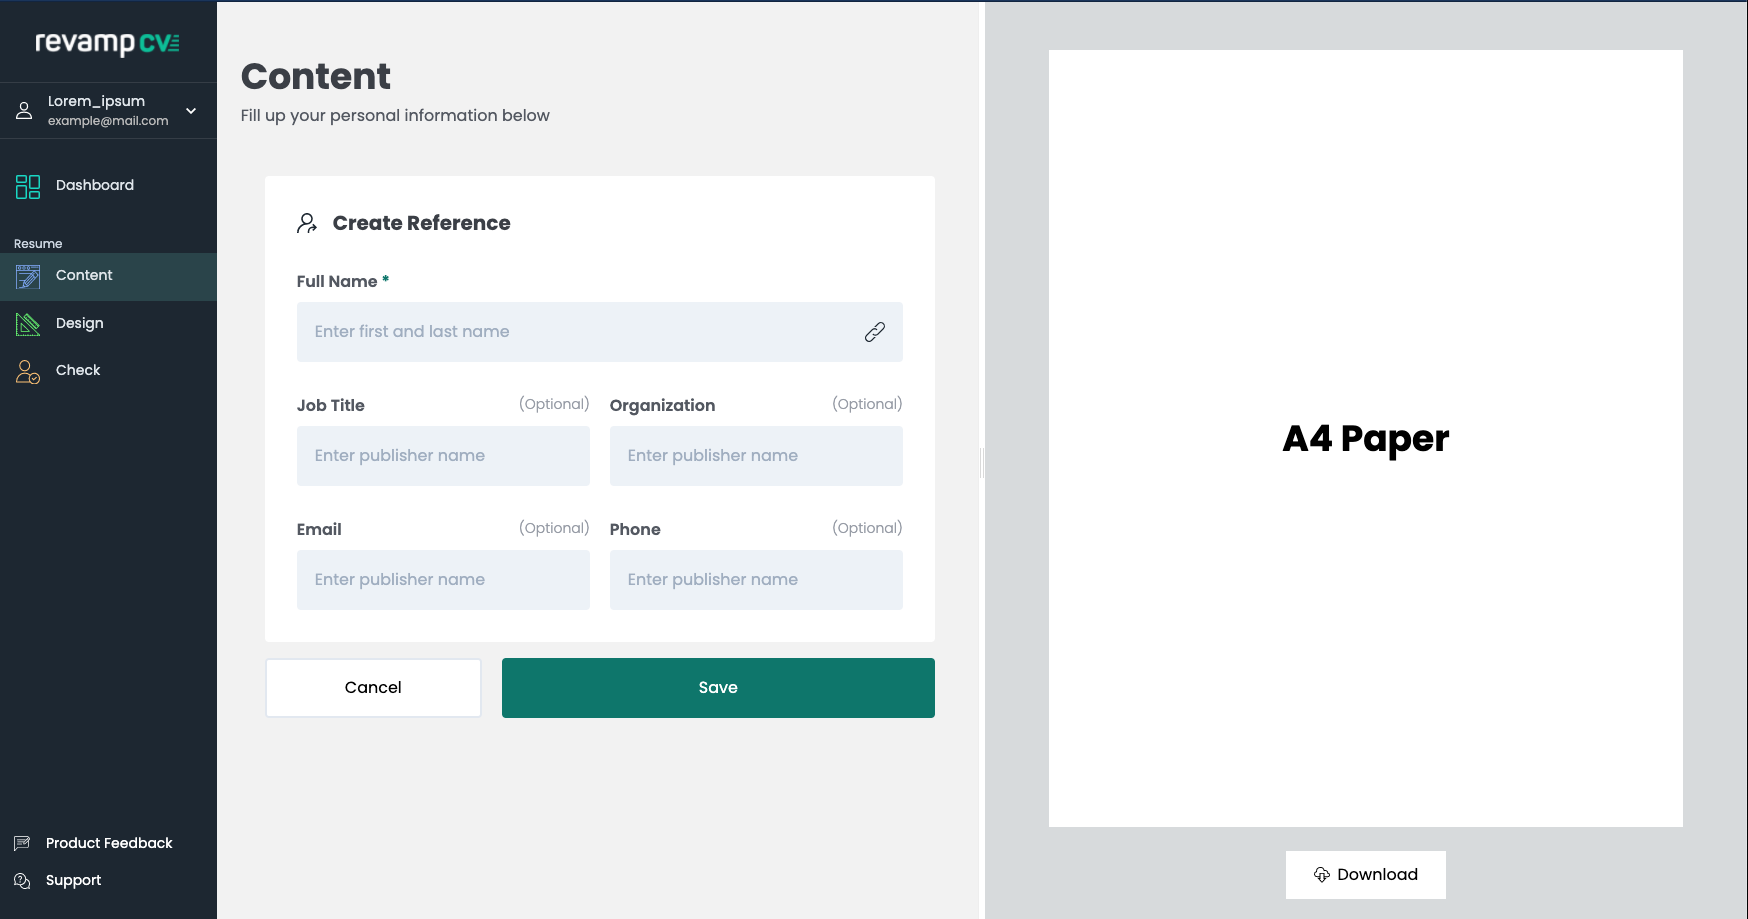 revampcv
Lorem_ipsum
example@mail.com
Dashboard
Resume
Content
Design
Check
Product Feedback
Support
Content
Fill up your personal information below
Create Reference
Full Name *
Enter first and last name
Job Title (Optional)
Enter publisher name
Organization (Optional)
Enter publisher name
Email (Optional)
Enter publisher name
Phone (Optional)
Enter publisher name
Cancel
Save
A4 Paper
Download